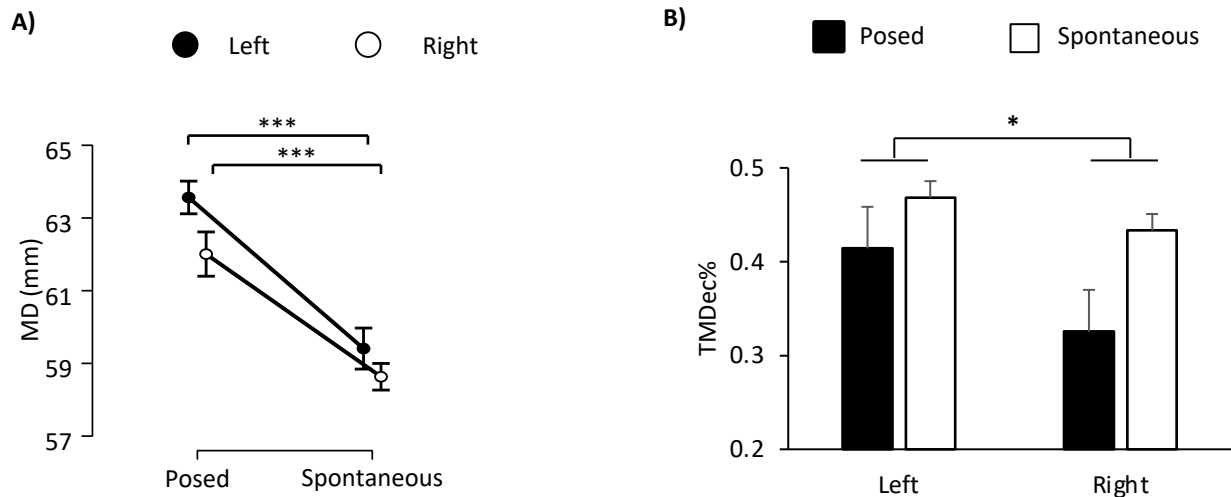 A)
Left Right
***
***
65
63
61
59
57
MD (mm)
Posed Spontaneous
B)
Posed Spontaneous
*
0.5
0.4
0.3
0.2
TMDec%
Left Right